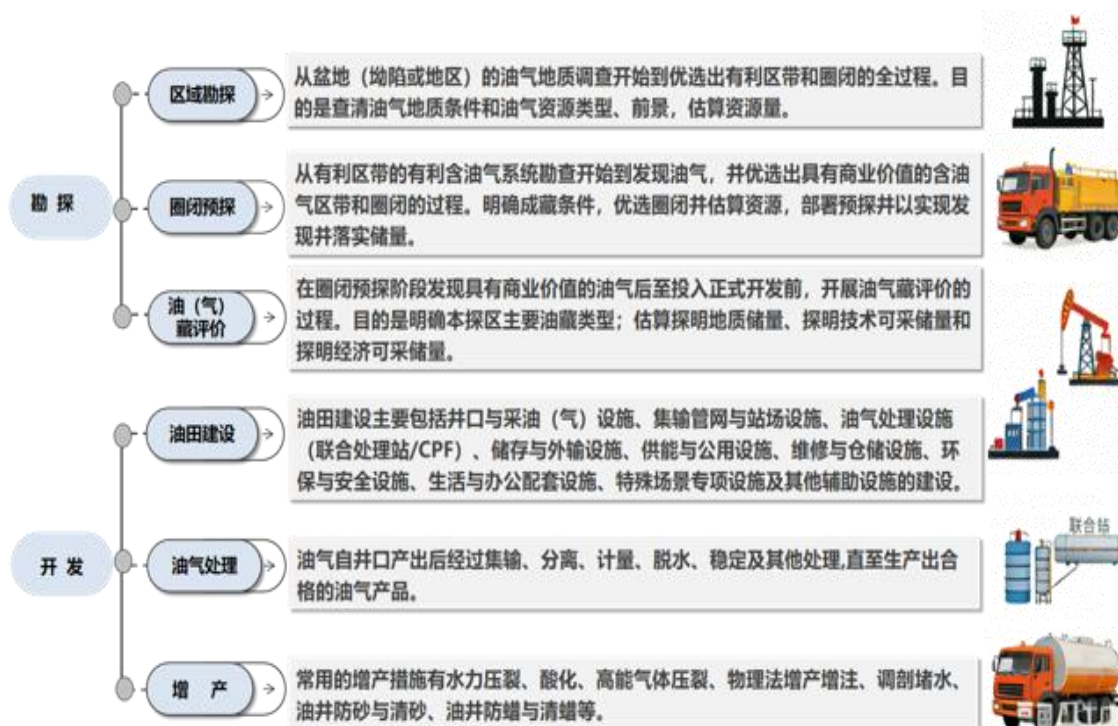 区域勘探
从盆地（坳陷或地区）的油气地质调查开始到优选出有利区带和圈闭的全过程。目
的是查清油气地质条件和油气资源类型、前景，估算资源量。
勘 探
圈闭预探
从有利区带的有利含油气系统勘查开始到发现油气，并优选出具有商业价值的含油
气区带和圈闭的过程。明确成藏条件，优选圈闭并估算资源，部署预探井以实现发
现井落实储量。
油（气）
藏评价
在圈闭预探阶段发现具有商业价值的油气后至投入正式开发前，开展油气藏评价的
过程。目的是明确本探区主要油藏类型；估算探明地质储量、探明技术可采储量和
探明经济可采储量。
油田建设
油田建设主要包括井口与采油（气）设施、集输管网与站场设施、油气处理设施
（联合处理站/CPF）、储存与外输设施、供能与公用设施、维修与仓储设施、环
保与安全设施、生活与办公配套设施、特殊场景专项设施及其他辅助设施的建设。
开 发
油气处理
油气自井口产出后经过集输、分离、计量、脱水、稳定及其他处理,直至生产出合
格的油气产品。
联合站
增 产
常用的增产措施有水力压裂、酸化、高能气体压裂、物理法增产增注、调剖堵水、
油井防砂与清砂、油井防蜡与清蜡等。